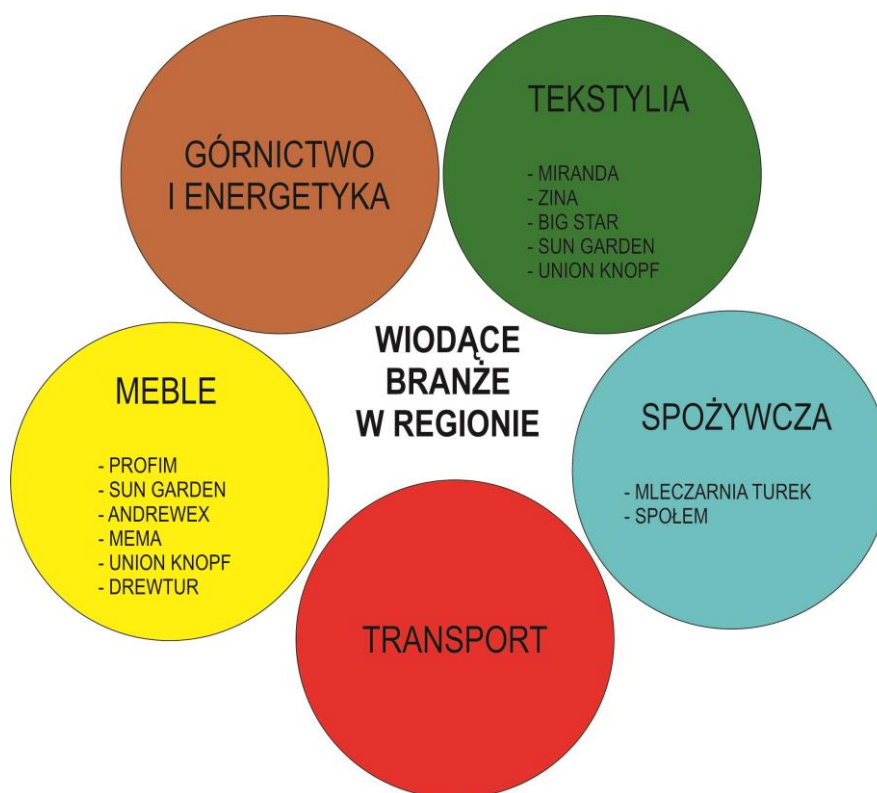 GÓRNICTWO
I ENERGETYKA
TEKSTYLIA
- MIRANDA
- ZINA
- BIG STAR
- SUN GARDEN
- UNION KNOPF
WIODĄCE
BRANŻE
W REGIONIE
MEBLE
- PROFIM
- SUN GARDEN
- ANDREWEX
- MEMA
- UNION KNOPF
- DREWTUR
SPOŻYWCZA
- MLECZARNIA TUREK
- SPOŁEM
TRANSPORT